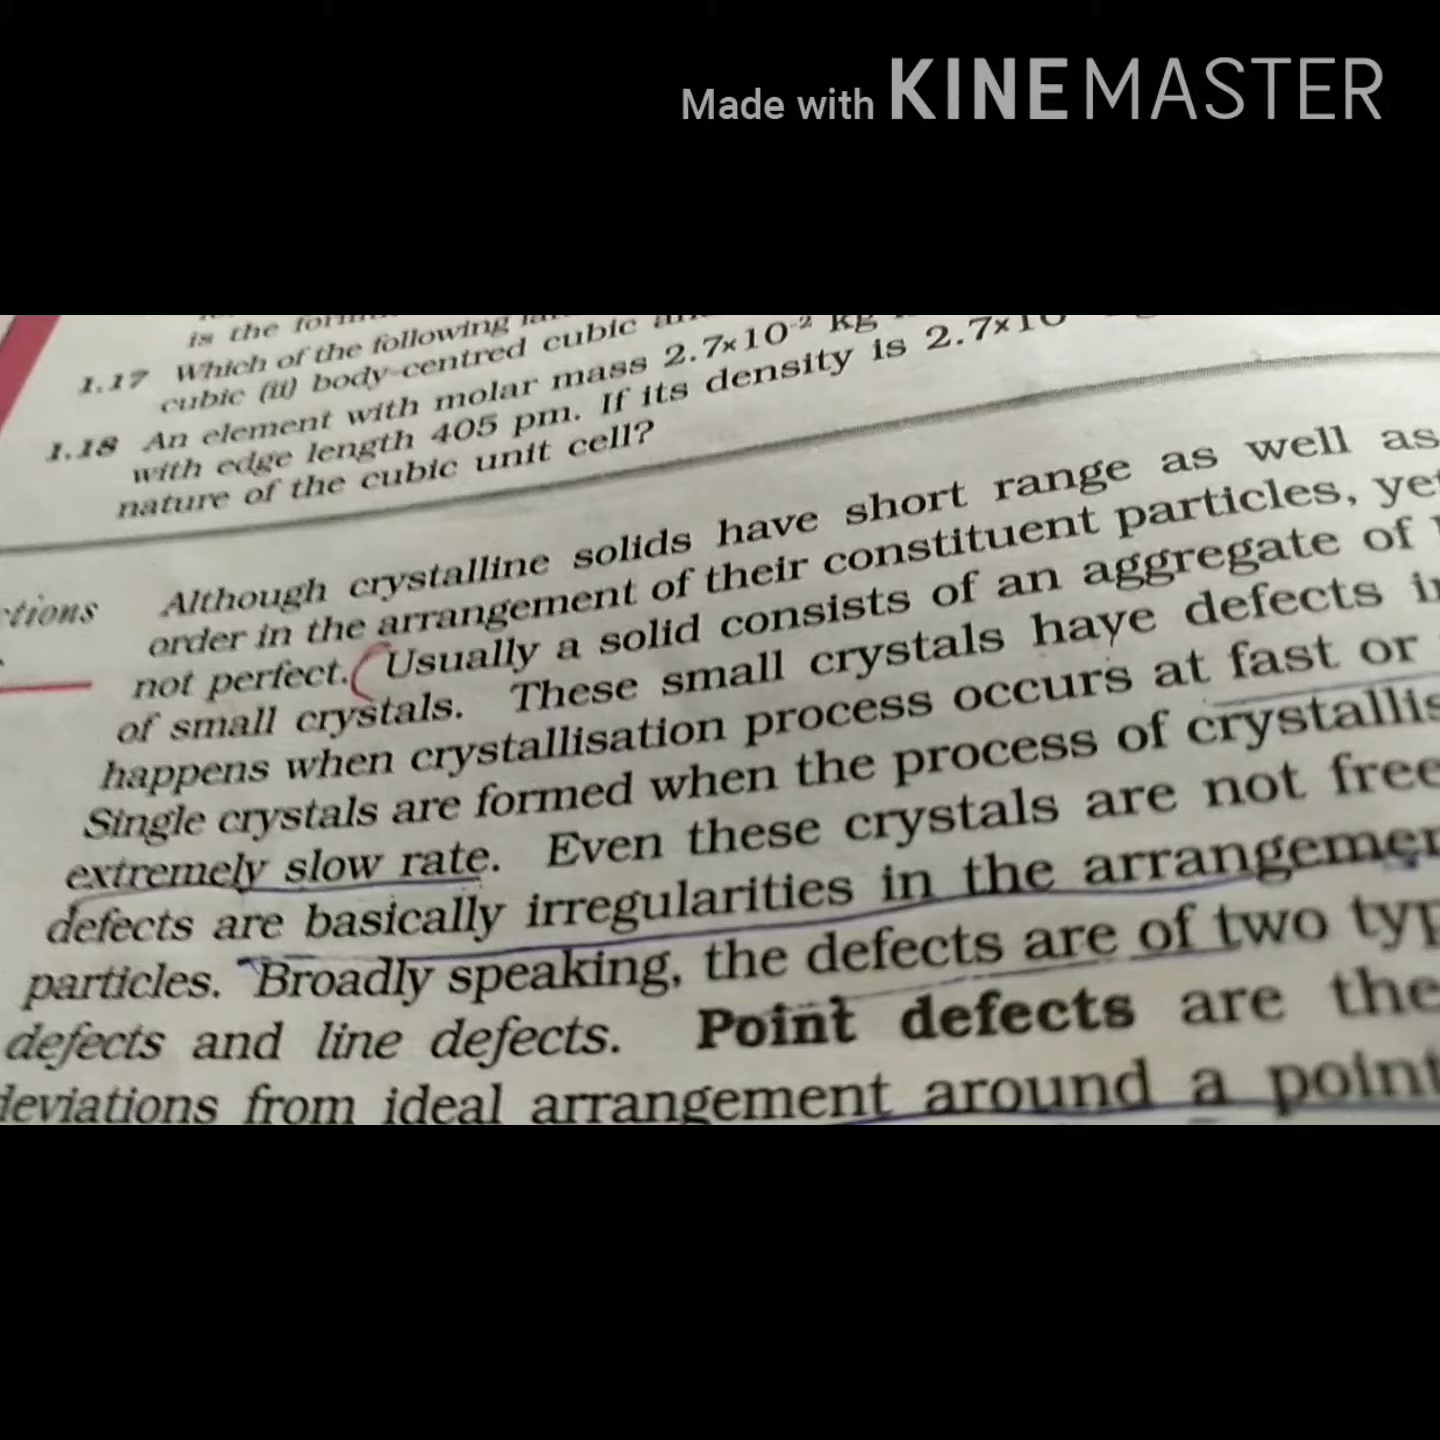 Made with KINEMASTER
is the
1.17 Which of the following
cubic (ii) body-centred cubic
1.18 An element with molar mass 2.7×10⁻² kg
with edge length 405 pm. If its density is 2.7×10
nature of the cubic unit cell?
ctions
Although crystalline solids have short range as well as
order in the arrangement of their constituent particles, yet
not perfect. (Usually a solid consists of an aggregate of
of small crystals. These small crystals have defects in
happens when crystallisation process occurs at fast or
Single crystals are formed when the process of crystallis
extremely slow rate. Even these crystals are not free
defects are basically irregularities in the arrangemen
particles. Broadly speaking, the defects are of two typ
defects and line defects. Point defects are the
deviations from ideal arrangement around a point